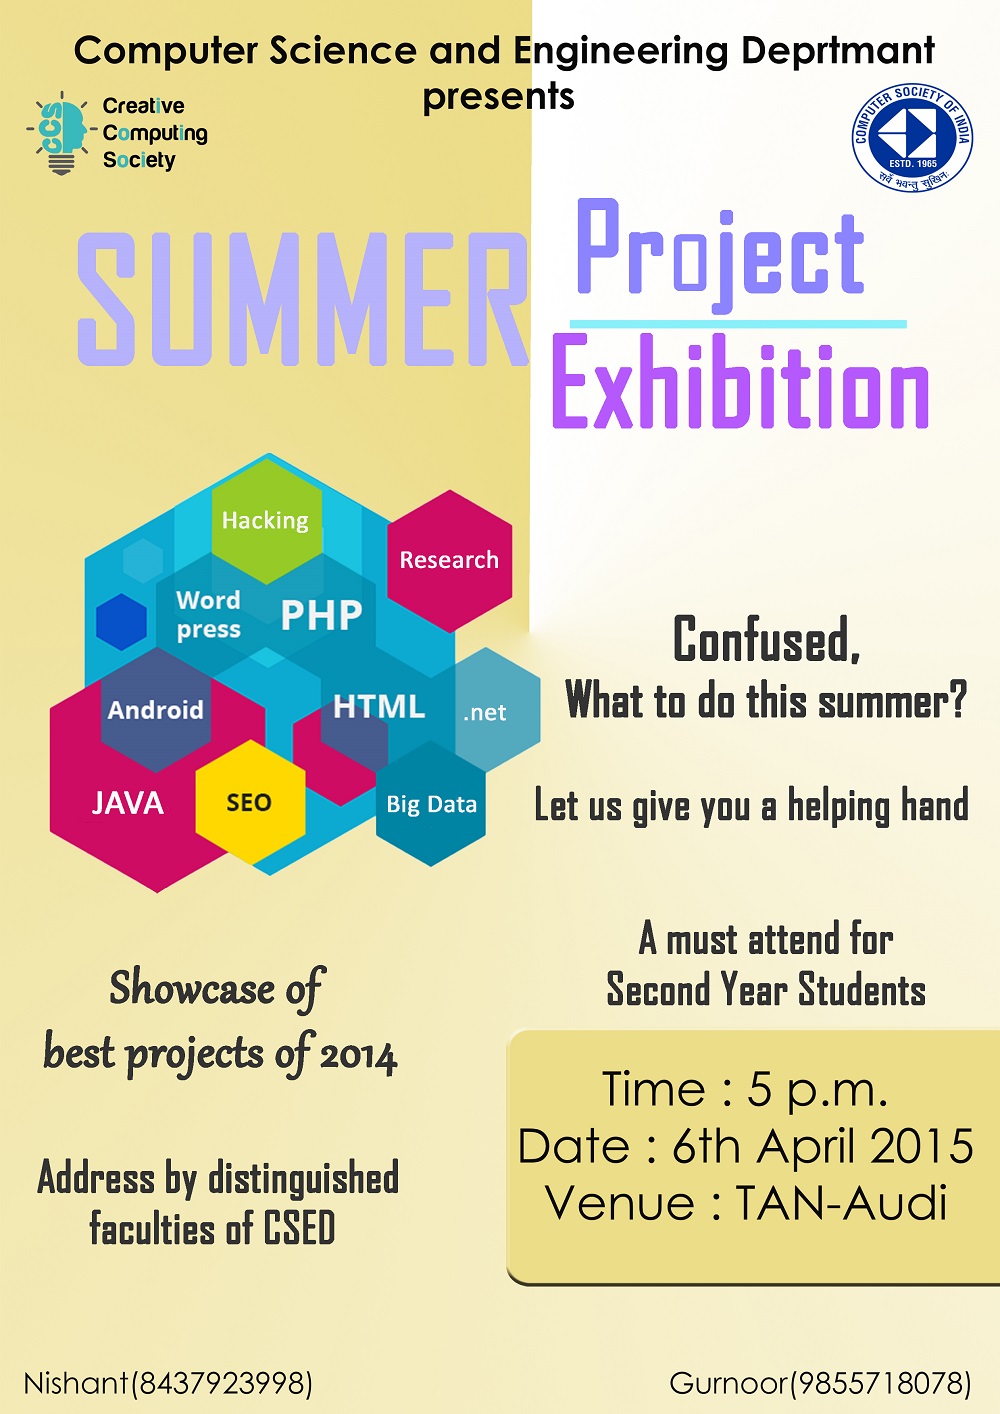 Computer Science and Engineering Deprtmant
presents
Creative
Computing
Society
CCS
COMPUTER SOCIETY OF INDIA
ESTD. 1965
सर्वे भवन्तु सुखिनः
SUMMER
Project
Exhibition
Hacking
Research
Word
press
PHP
Android
HTML
.net
JAVA
SEO
Big Data
Confused,
What to do this summer?
Let us give you a helping hand
A must attend for
Second Year Students
Showcase of
best projects of 2014
Address by distinguished
faculties of CSED
Time : 5 p.m.
Date : 6th April 2015
Venue : TAN-Audi
Nishant(8437923998)
Gurnoor(9855718078)